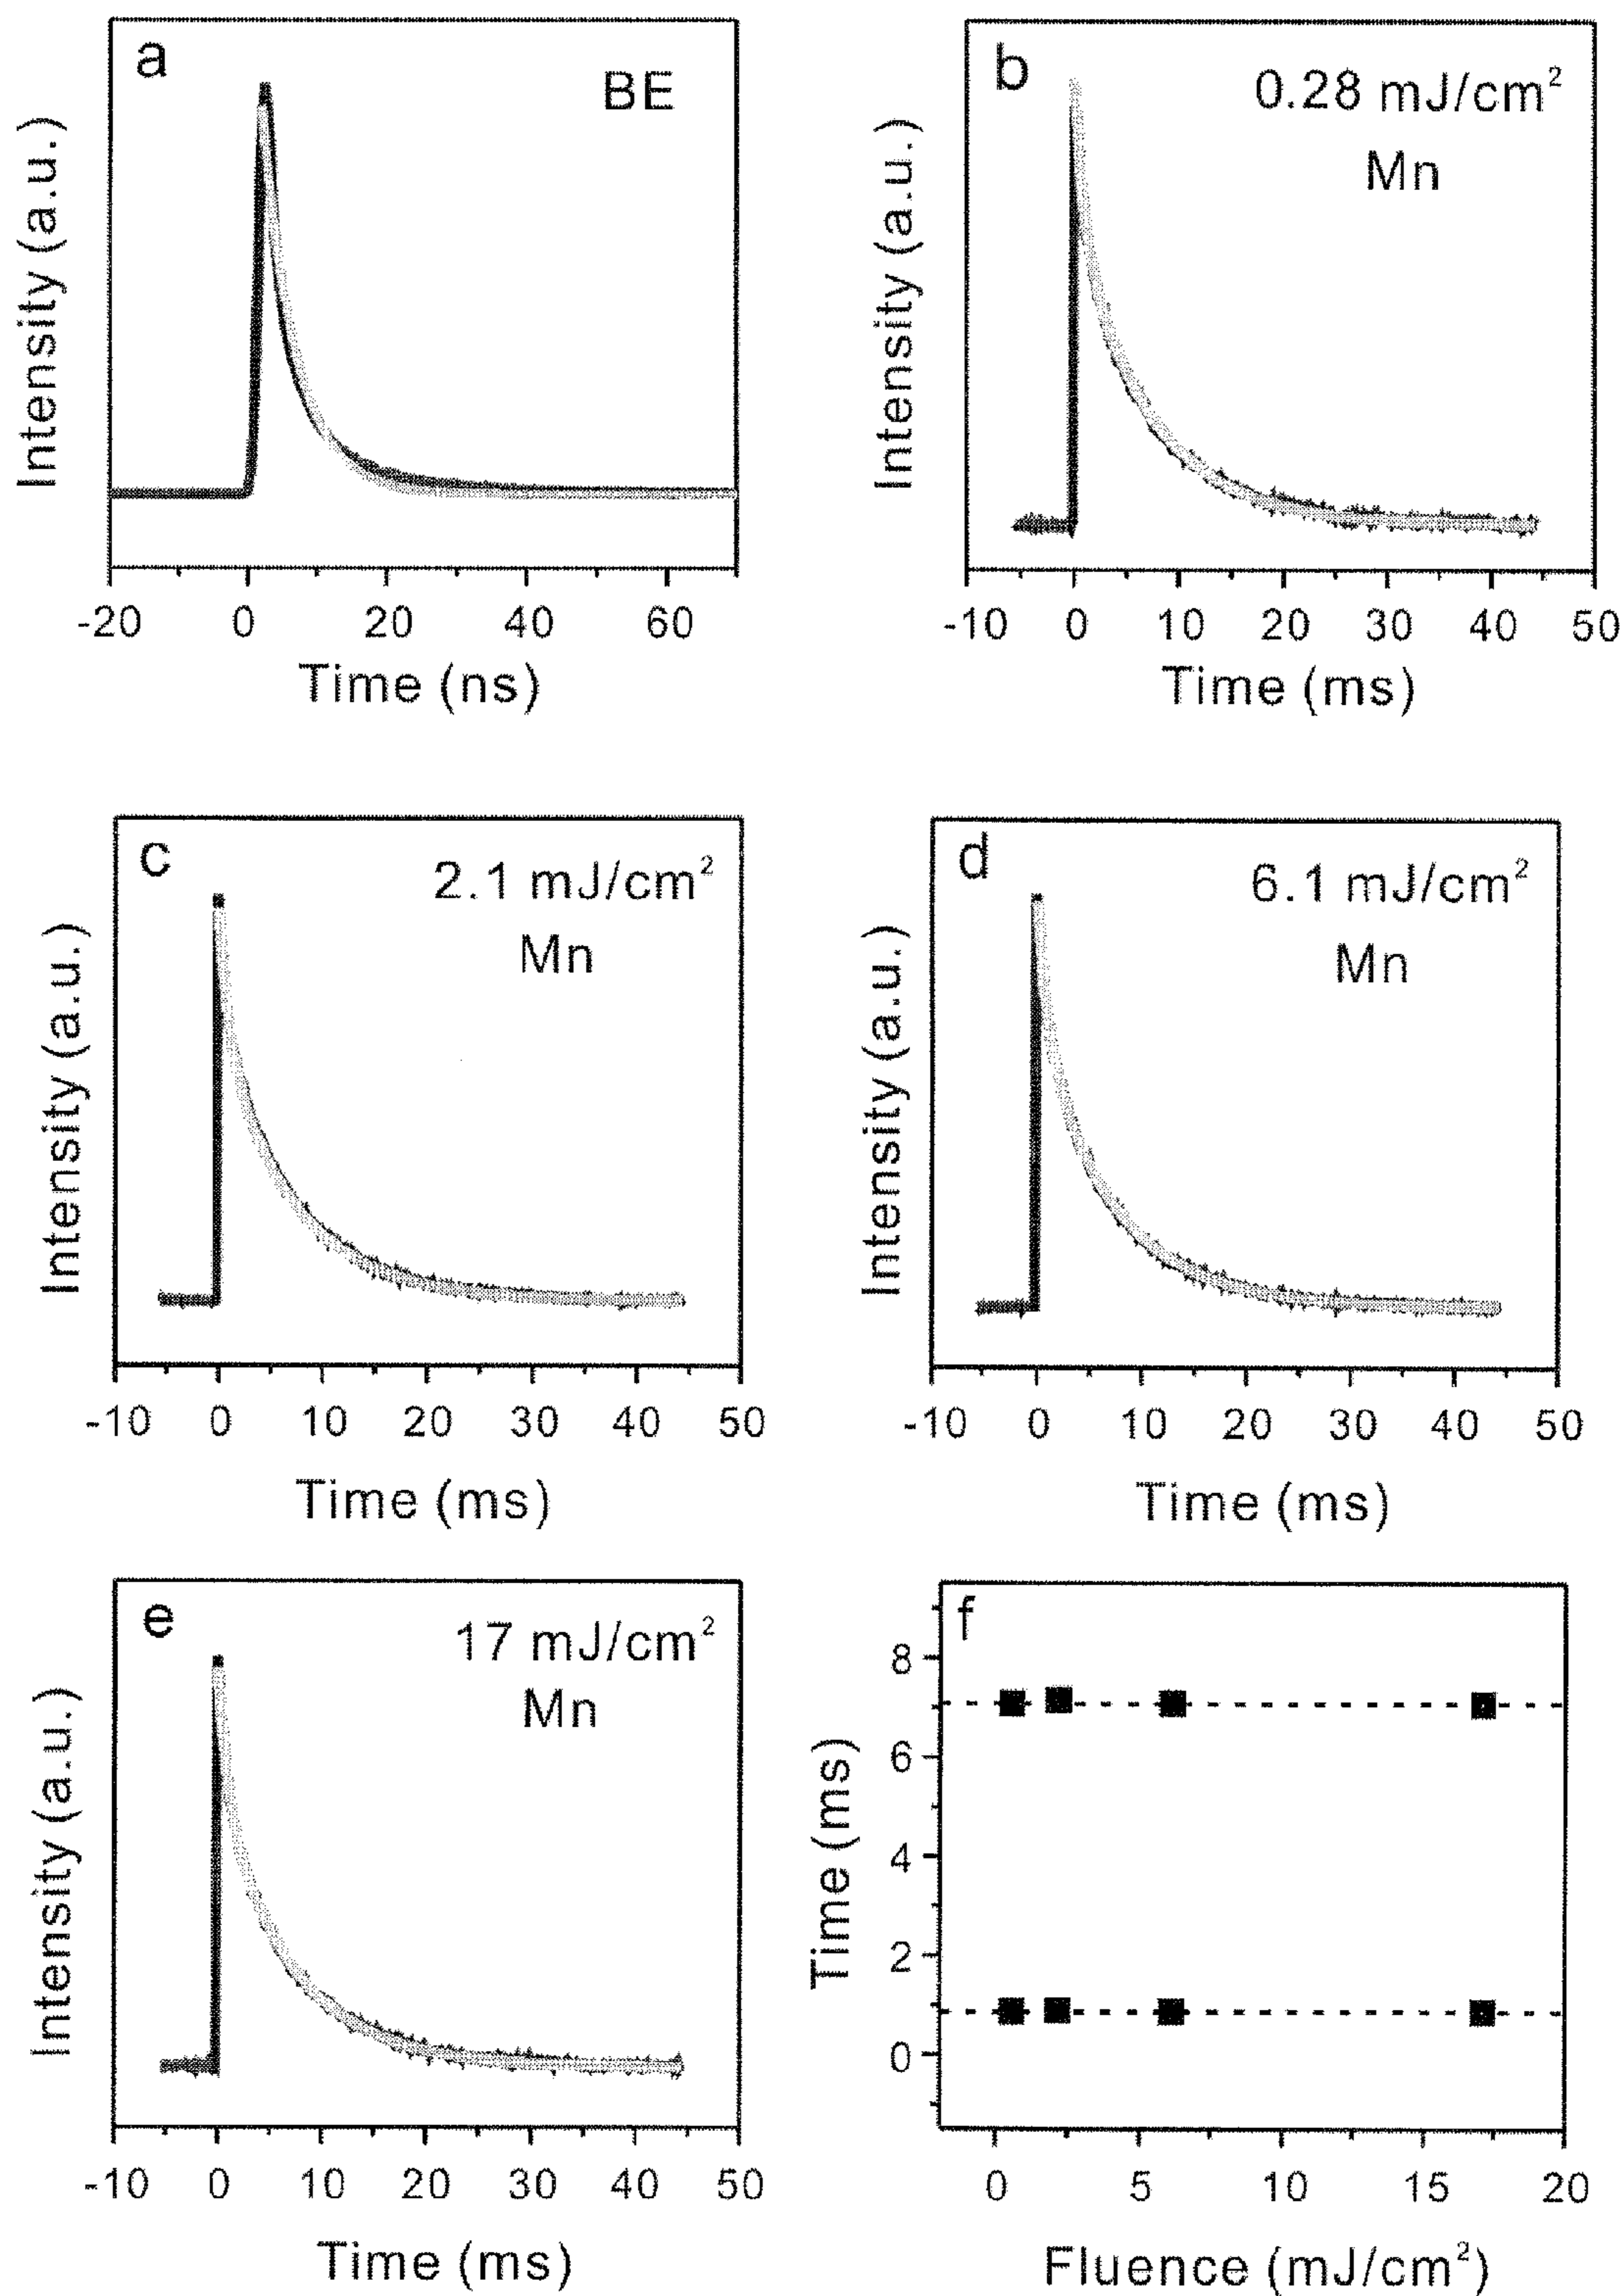 a
BE
Intensity (a.u.)
-20 0 20 40 60
Time (ns)
b
0.28 mJ/cm²
Mn
Intensity (a.u.)
-10 0 10 20 30 40 50
Time (ms)
c
2.1 mJ/cm²
Mn
Intensity (a.u.)
-10 0 10 20 30 40 50
Time (ms)
d
6.1 mJ/cm²
Mn
Intensity (a.u.)
-10 0 10 20 30 40 50
Time (ms)
e
17 mJ/cm²
Mn
Intensity (a.u.)
-10 0 10 20 30 40 50
Time (ms)
f
Time (ms)
8
6
4
2
0
0 5 10 15 20
Fluence (mJ/cm²)